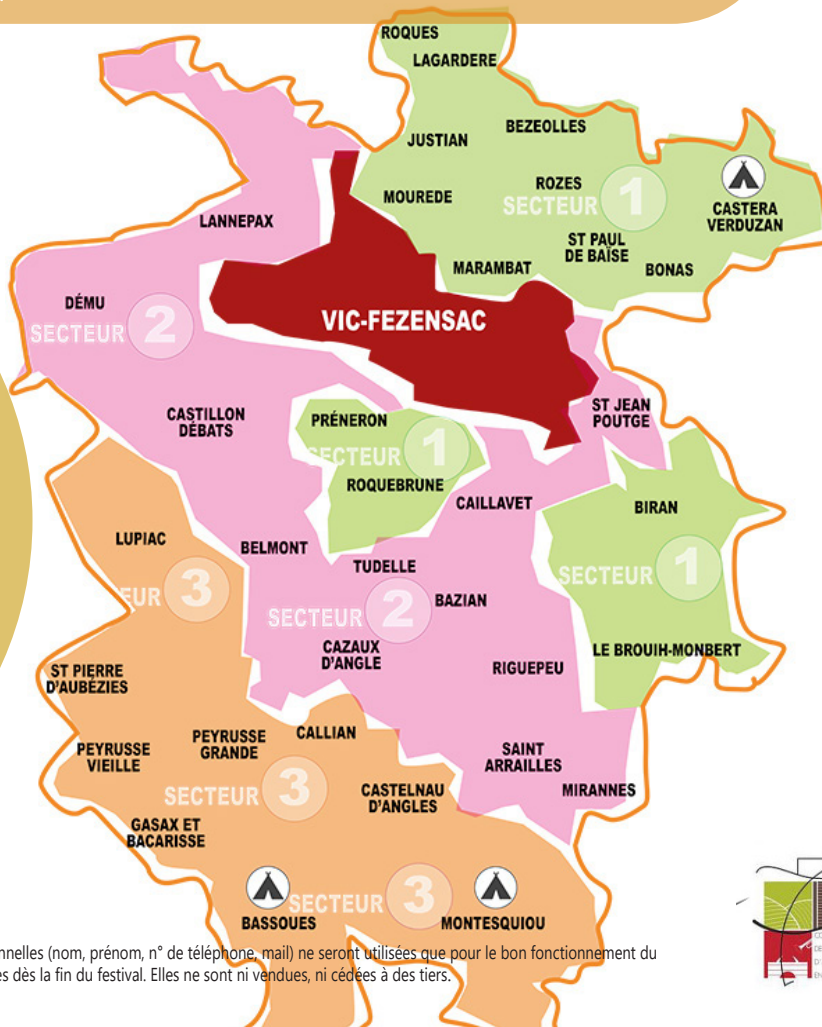 ROQUES
LAGARDERE
BEZEOLLES
JUSTIAN
ROZES
MOUREDE
SECTEUR 1
CASTERA
VERDUZAN
ST PAUL
DE BAÏSE
BONAS
MARAMBAT
LANNEPAX
VIC-FEZENSAC
DÉMU
SECTEUR 2
ST JEAN
POUTGE
CASTILLON
DÉBATS
PRÉNERON
SECTEUR 1
ROQUEBRUNE
CAILLAVET
BIRAN
LUPIAC
BELMONT
TUDELLE
SECTEUR 1
EUR 3
BAZIAN
SECTEUR 2
CAZAUX
D'ANGLE
LE BROUIH-MONBERT
RIGUEPEU
ST PIERRE
D'AUBÉZIES
PEYRUSSE
GRANDE
CALLIAN
PEYRUSSE
VIEILLE
SAINT
ARRAILLES
SECTEUR 3
CASTELNAU
D'ANGLES
MIRANNES
GASAX ET
BACARISSE
SECTEUR 3
BASSOUES
MONTESQUIOU
nnelles (nom, prénom, n° de téléphone, mail) ne seront utilisées que pour le bon fonctionnement du
es dès la fin du festival. Elles ne sont ni vendues, ni cédées à des tiers.